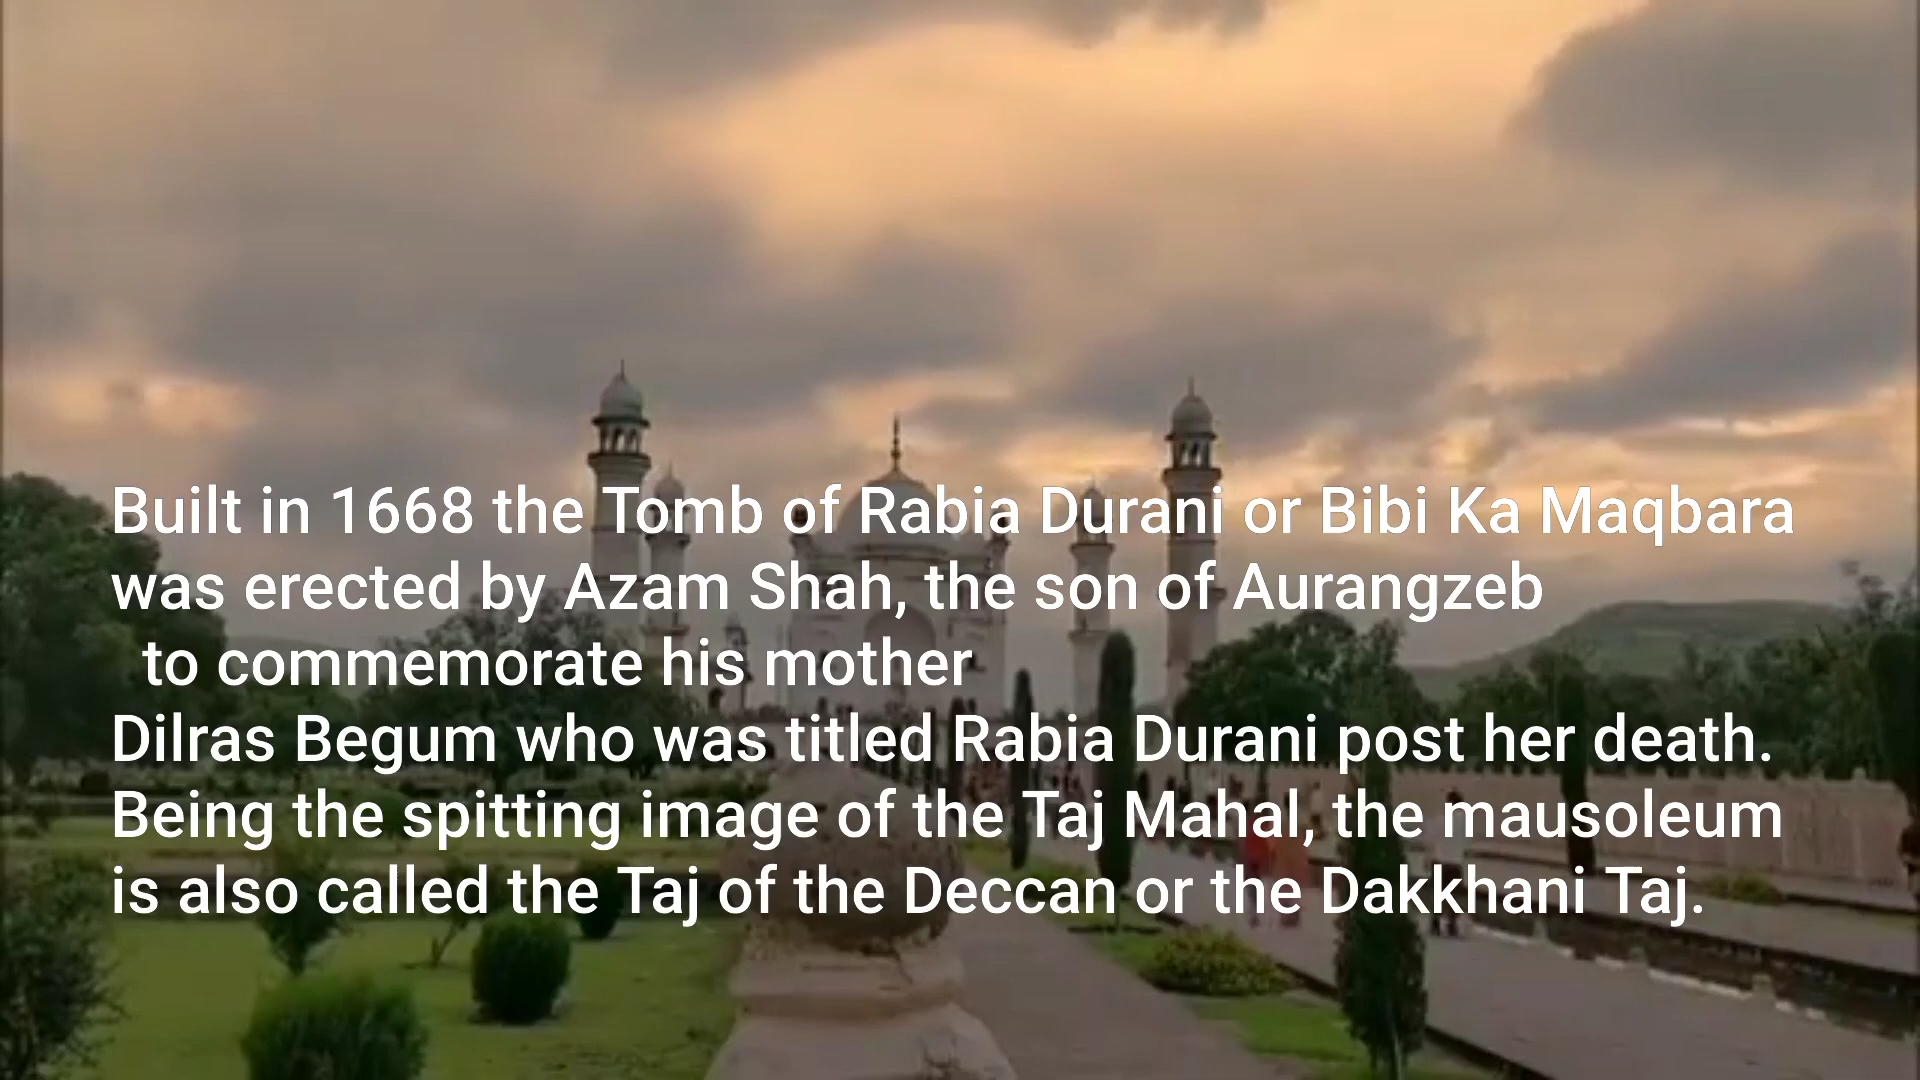 Built in 1668 the Tomb of Rabia Durani or Bibi Ka Maqbara
was erected by Azam Shah, the son of Aurangzeb
to commemorate his mother
Dilras Begum who was titled Rabia Durani post her death.
Being the spitting image of the Taj Mahal, the mausoleum
is also called the Taj of the Deccan or the Dakkhani Taj.